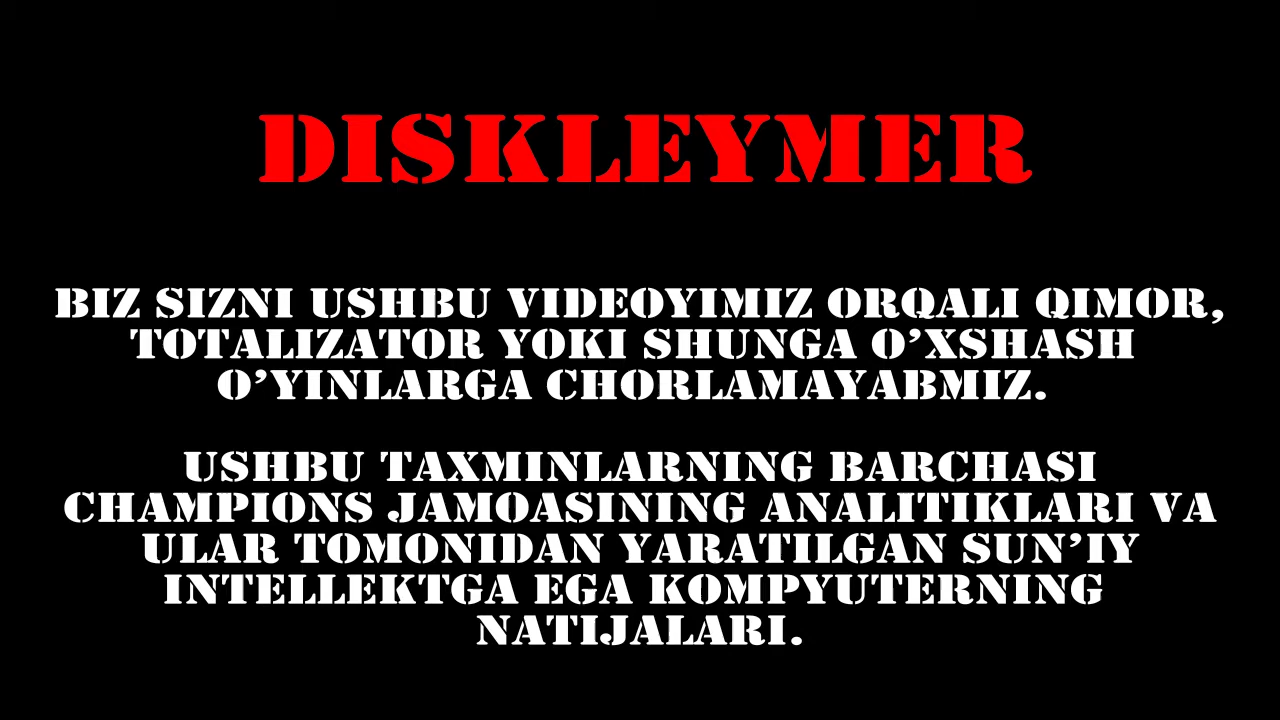 DISKLEYMER
BIZ SIZNI USHBU VIDEOYIMIZ ORQALI QIMOR,
TOTALIZATOR YOKI SHUNGA O’XSHASH
O’YINLARGA CHORLAMAYABMIZ.
USHBU TAXMINLARNING BARCHASI
CHAMPIONS JAMOASINING ANALITIKLARI VA
ULAR TOMONIDAN YARATILGAN SUN’IY
INTELLEKTGA EGA KOMPYUTERNING
NATIJALARI.